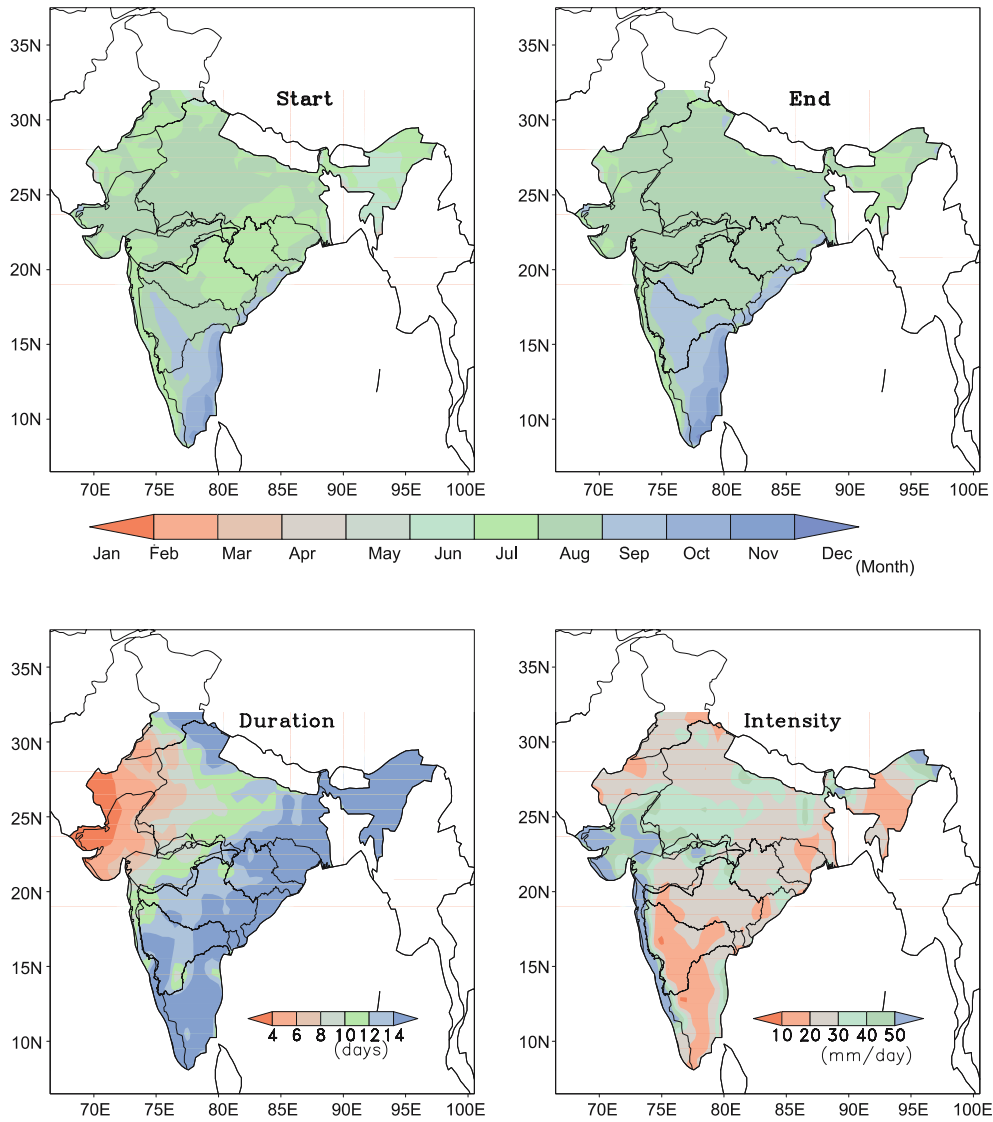 Start
End
35N
30N
25N
20N
15N
10N
70E 75E 80E 85E 90E 95E 100E
35N
30N
25N
20N
15N
10N
70E 75E 80E 85E 90E 95E 100E
Jan Feb Mar Apr May Jun Jul Aug Sep Oct Nov Dec
(Month)
Duration
Intensity
35N
30N
25N
20N
15N
10N
4 6 8 10 12 14
(days)
70E 75E 80E 85E 90E 95E 100E
35N
30N
25N
20N
15N
10N
10 20 30 40 50
(mm/day)
70E 75E 80E 85E 90E 95E 100E